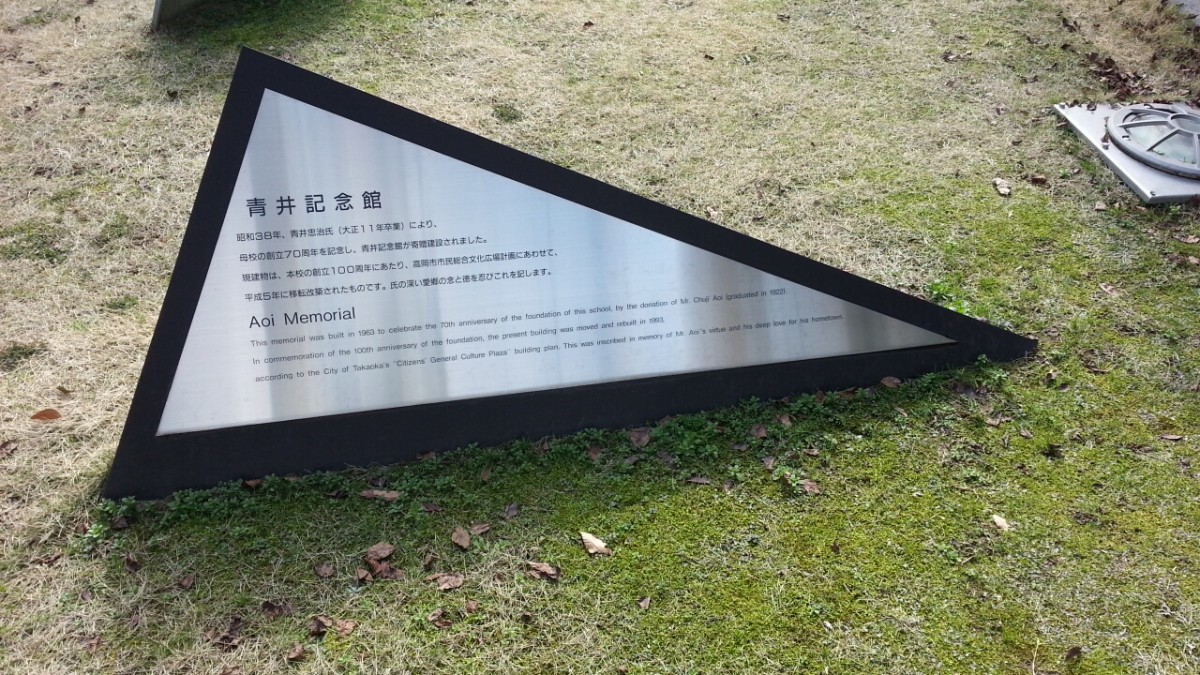 青井記念館
昭和38年、青井忠治氏（大正11年卒業）により、
母校の創立70周年を記念し、青井記念館が寄贈建設されました。
現建物は、本校の創立100周年にあたり、高岡市市民総合文化広場計画にあわせて、
平成5年に移転改築されたものです。氏の深い愛郷の念と徳を忍びこれを記します。
Aoi Memorial
This memorial was built in 1963 to celebrate the 70th anniversary of the foundation of this school, by the donation of Mr. Chuji Aoi (graduated in 1922).
In commemoration of the 100th anniversary of the foundation, the present building was moved and rebuilt in 1993,
according to the City of Takaoka's "Citizens' General Culture Plaza" building plan. This was inscribed in memory of Mr. Aoi's virtue and his deep love for his hometown.